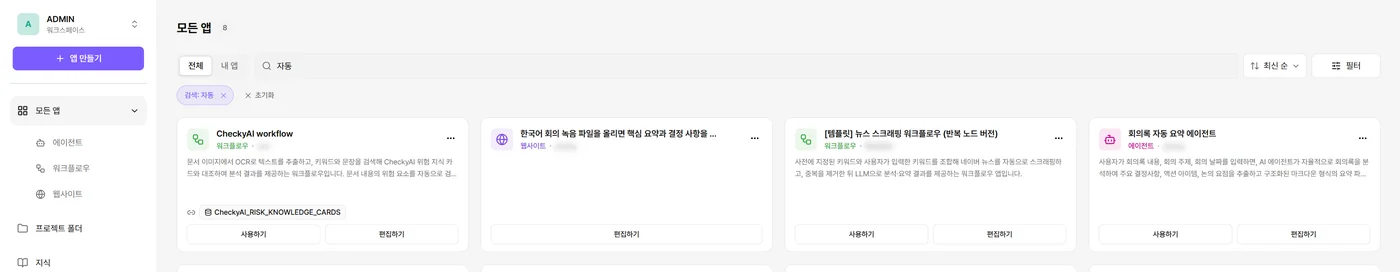 A
ADMIN
워크스페이스
+ 앱 만들기
모든 앱
에이전트
워크플로우
웹사이트
프로젝트 폴더
지식
모든 앱 8
전체 내 앱
자동
최신 순
필터
검색: 자동 ×
× 초기화
CheckyAI workflow
워크플로우 ·
문서 이미지에서 OCR로 텍스트를 추출하고, 키워드와 문장을 검색해 CheckyAI 위험 지식 카
드와 대조하여 분석 결과를 제공하는 워크플로우입니다. 문서 내용의 위험 요소를 자동으로 검...
CheckyAI_RISK_KNOWLEDGE_CARDS
사용하기 편집하기
한국어 회의 녹음 파일을 올리면 핵심 요약과 결정 사항을 ...
웹사이트 ·
편집하기
[템플릿] 뉴스 스크래핑 워크플로우 (반복 노드 버전)
워크플로우 ·
사전에 지정된 키워드와 사용자가 입력한 키워드를 조합해 네이버 뉴스를 자동으로 스크래핑하
고, 중복을 제거한 뒤 LLM으로 분석·요약 결과를 제공하는 워크플로우 앱입니다.
사용하기 편집하기
회의록 자동 요약 에이전트
에이전트 ·
사용자가 회의록 내용, 회의 주제, 회의 날짜를 입력하면, AI 에이전트가 자율적으로 회의록을 분
석하여 주요 결정사항, 액션 아이템, 논의 요점을 추출하고 구조화된 마크다운 형식의 요약 파...
사용하기 편집하기